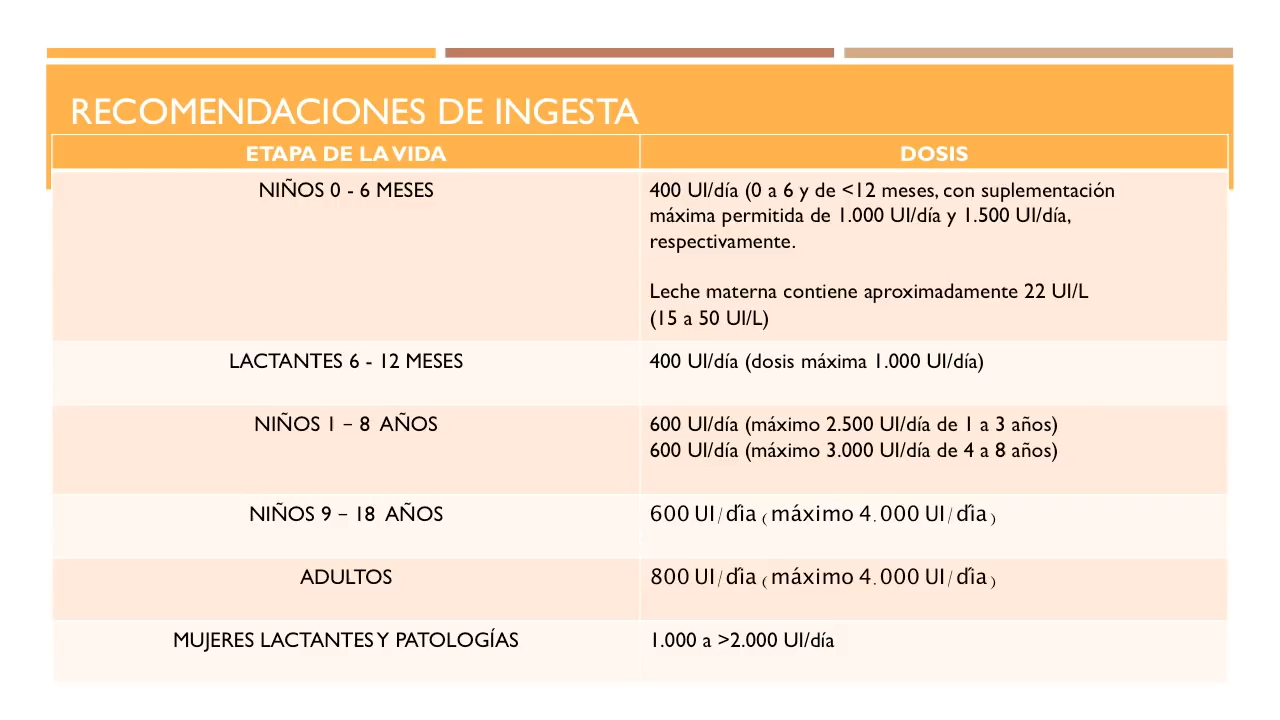 RECOMENDACIONES DE INGESTA
ETAPA DE LA VIDA
DOSIS
NIÑOS 0 - 6 MESES
400 UI/día (0 a 6 y de <12 meses, con suplementación
máxima permitida de 1.000 UI/día y 1.500 UI/día,
respectivamente.
Leche materna contiene aproximadamente 22 UI/L
(15 a 50 UI/L)
LACTANTES 6 - 12 MESES
400 UI/día (dosis máxima 1.000 UI/día)
NIÑOS 1 – 8 AÑOS
600 UI/día (máximo 2.500 UI/día de 1 a 3 años)
600 UI/día (máximo 3.000 UI/día de 4 a 8 años)
NIÑOS 9 – 18 AÑOS
600 UI/día (máximo 4.000 UI/día)
ADULTOS
800 UI/día (máximo 4.000 UI/día)
MUJERES LACTANTES Y PATOLOGÍAS
1.000 a >2.000 UI/día